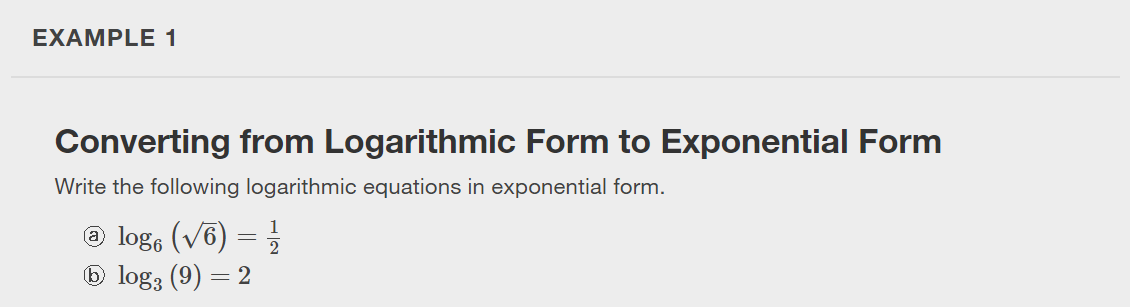 EXAMPLE 1
Converting from Logarithmic Form to Exponential Form
Write the following logarithmic equations in exponential form.
ⓐ log₆ (√6) = 1/2
ⓑ log₃ (9) = 2